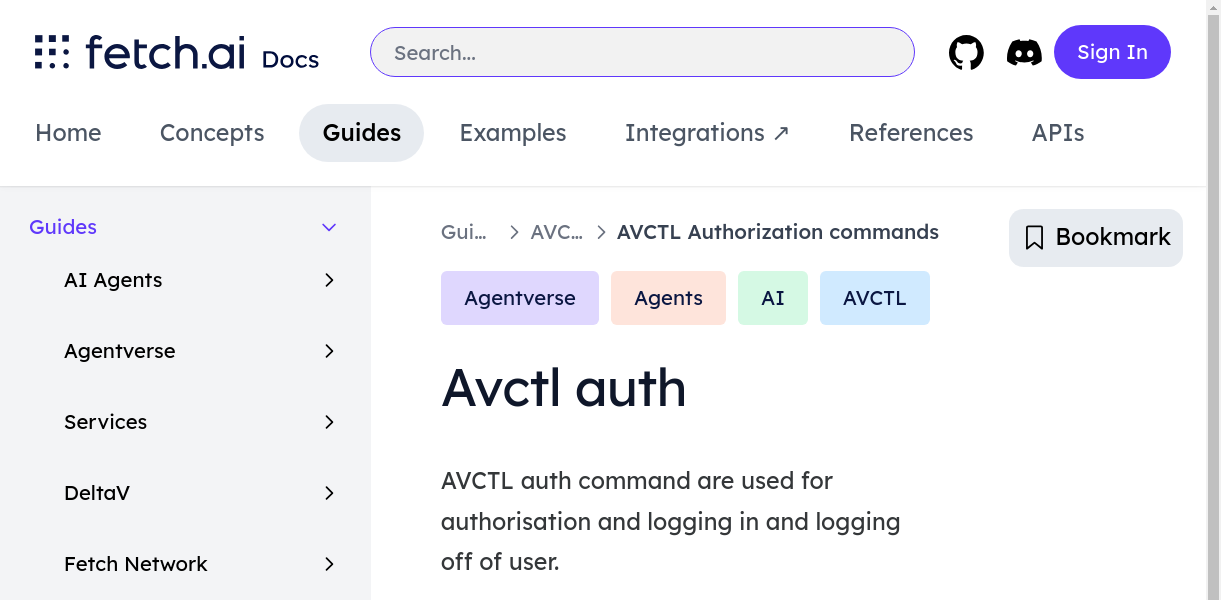 fetch.ai Docs
Search...
Sign In
Home Concepts Guides Examples Integrations ↗ References APIs
Guides
AI Agents
Agentverse
Services
DeltaV
Fetch Network
Gui... > AVC... > AVCTL Authorization commands
Bookmark
Agentverse Agents AI AVCTL
Avctl auth
AVCTL auth command are used for
authorisation and logging in and logging
off of user.